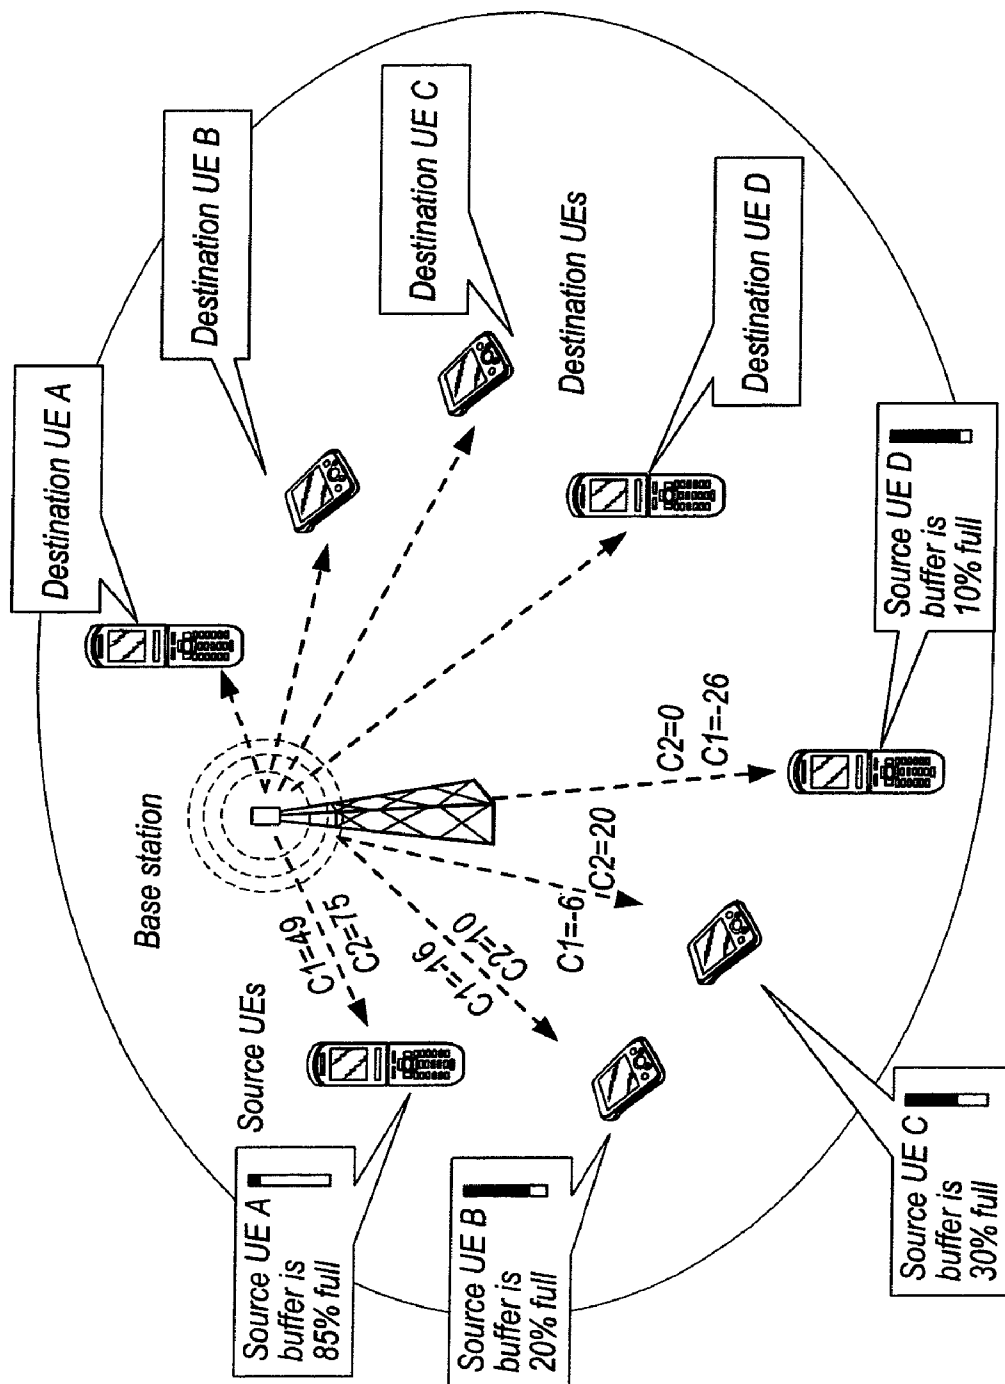 Destination UE A
Destination UE B
Destination UE C
Destination UEs
Destination UE D
Base station
Source UEs
C1=49
C2=75
C1=-16
C2=10
C1=-6
C2=20
C2=0
C1=-26
Source UE A
buffer is
85% full
Source UE B
buffer is
20% full
Source UE C
buffer is
30% full
Source UE D
buffer is
10% full